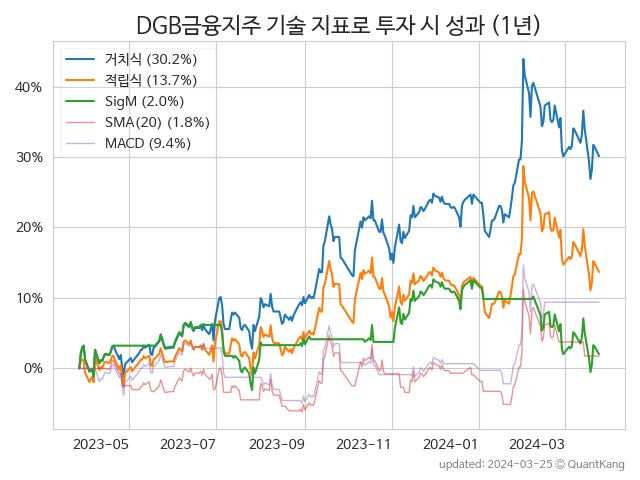 DGB금융지주 기술 지표로 투자 시 성과 (1년)
거치식 (30.2%)
적립식 (13.7%)
SigM (2.0%)
SMA(20) (1.8%)
MACD (9.4%)
40%
30%
20%
10%
0%
2023-05 2023-07 2023-09 2023-11 2024-01 2024-03
updated: 2024-03-25 © QuantKang